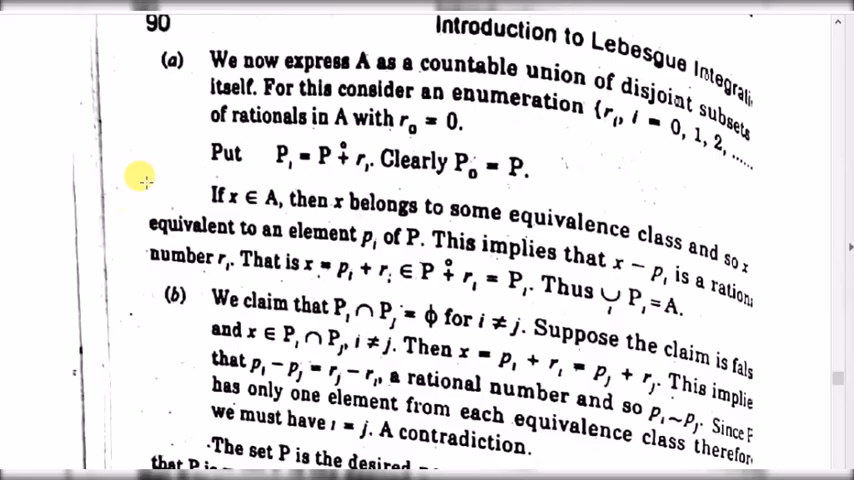 90
Introduction to Lebesgue Integrati
(a) We now express A as a countable union of disjoint subsets
itself. For this consider an enumeration {rᵢ, i = 0, 1, 2, ......
of rationals in A with r₀ = 0.
Put Pᵢ = P +̊ rᵢ. Clearly P₀ = P.
If x ∈ A, then x belongs to some equivalence class and so x
equivalent to an element pᵢ of P. This implies that x − pᵢ is a ration
number rᵢ. That is x = pᵢ + rᵢ ∈ P +̊ rᵢ = Pᵢ. Thus ∪ᵢ Pᵢ = A.
(b) We claim that Pᵢ ∩ Pⱼ = ϕ for i ≠ j. Suppose the claim is fals
and x ∈ Pᵢ ∩ Pⱼ, i ≠ j. Then x = pᵢ + rᵢ = pⱼ + rⱼ. This implie
that pᵢ − pⱼ = rⱼ − rᵢ, a rational number and so pᵢ ~ pⱼ. Since P
has only one element from each equivalence class therefor
we must have i = j. A contradiction.
The set P is the desired
that P is